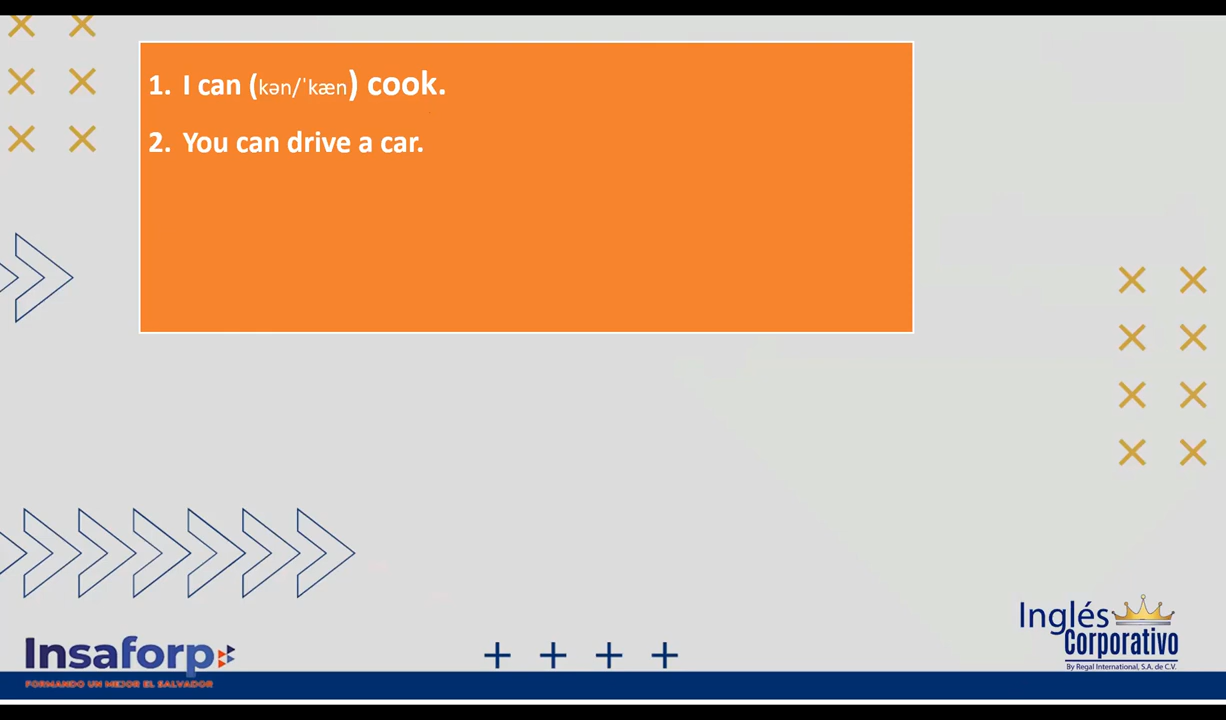 1. I can (kən/ˈkæn) cook.
2. You can drive a car.
Inglés
Corporativo
By Regal International, S.A. de C.V.
Insaforp
FORMANDO UN MEJOR EL SALVADOR